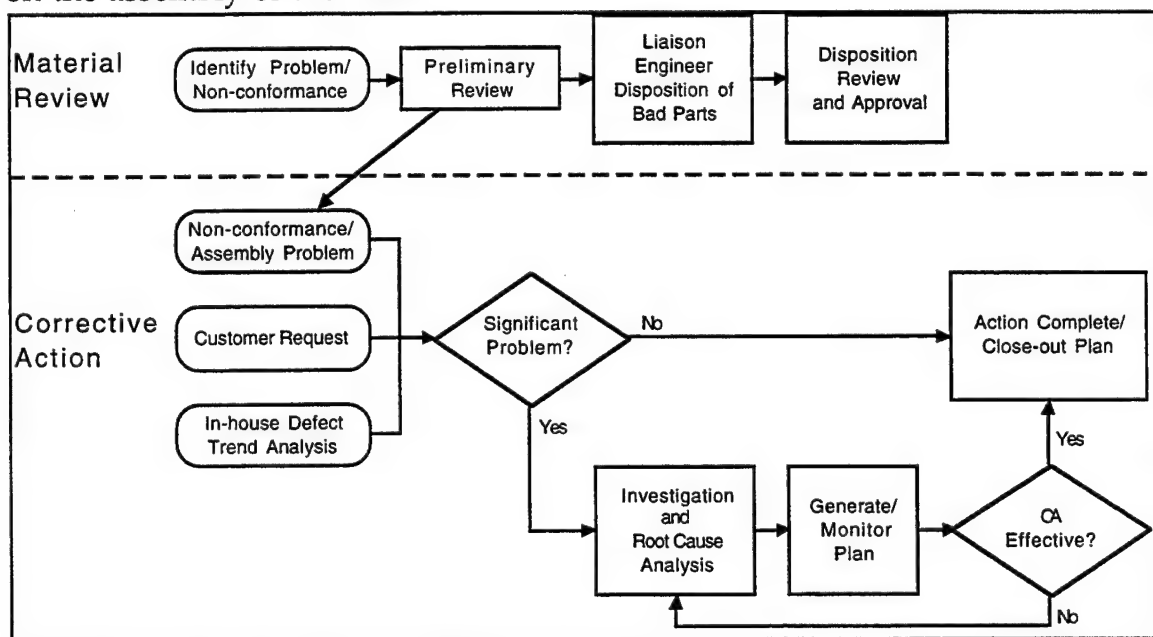 Material
Review
Identify Problem/
Non-conformance
Preliminary
Review
Liaison
Engineer
Disposition of
Bad Parts
Disposition
Review
and Approval
Non-conformance/
Assembly Problem
Corrective
Action
Customer Request
In-house Defect
Trend Analysis
Significant
Problem?
No
Yes
Action Complete/
Close-out Plan
Yes
Investigation
and
Root Cause
Analysis
Generate/
Monitor
Plan
CA
Effective?
No